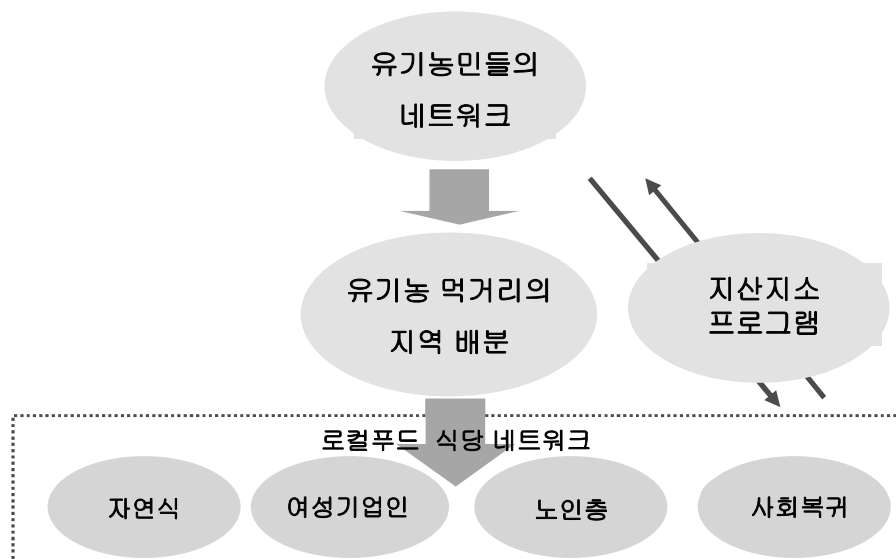 유기농민들의
네트워크
유기농 먹거리의
지역 배분
지산지소
프로그램
로컬푸드 식당 네트워크
자연식
여성기업인
노인층
사회복귀